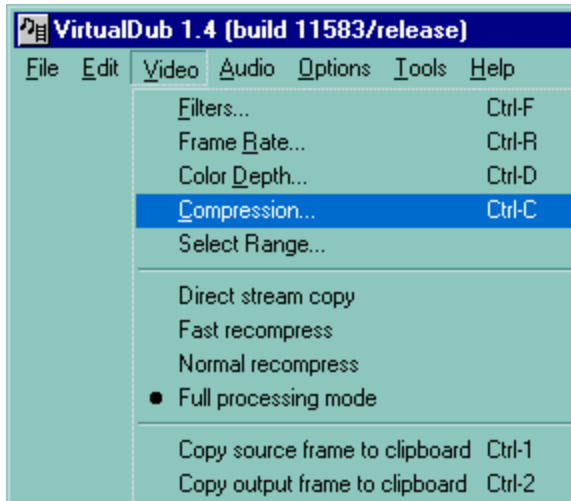 VirtualDub 1.4 (build 11583/release)
File Edit Video Audio Options Tools Help
Filters... Ctrl-F
Frame Rate... Ctrl-R
Color Depth... Ctrl-D
Compression... Ctrl-C
Select Range...
Direct stream copy
Fast recompress
Normal recompress
Full processing mode
Copy source frame to clipboard Ctrl-1
Copy output frame to clipboard Ctrl-2